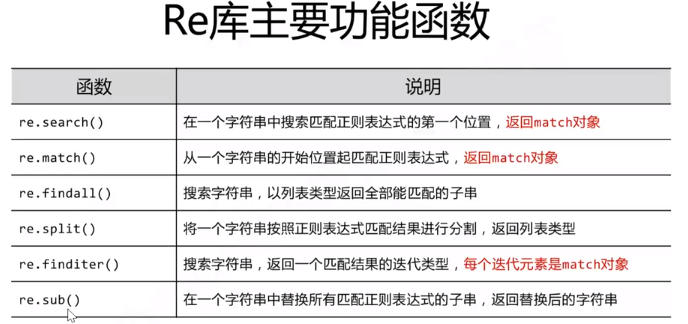 Re库主要功能函数
函数 说明
re.search() 在一个字符串中搜索匹配正则表达式的第一个位置，返回match对象
re.match() 从一个字符串的开始位置起匹配正则表达式，返回match对象
re.findall() 搜索字符串，以列表类型返回全部能匹配的子串
re.split() 将一个字符串按照正则表达式匹配结果进行分割，返回列表类型
re.finditer() 搜索字符串，返回一个匹配结果的迭代类型，每个迭代元素是match对象
re.sub() 在一个字符串中替换所有匹配正则表达式的子串，返回替换后的字符串